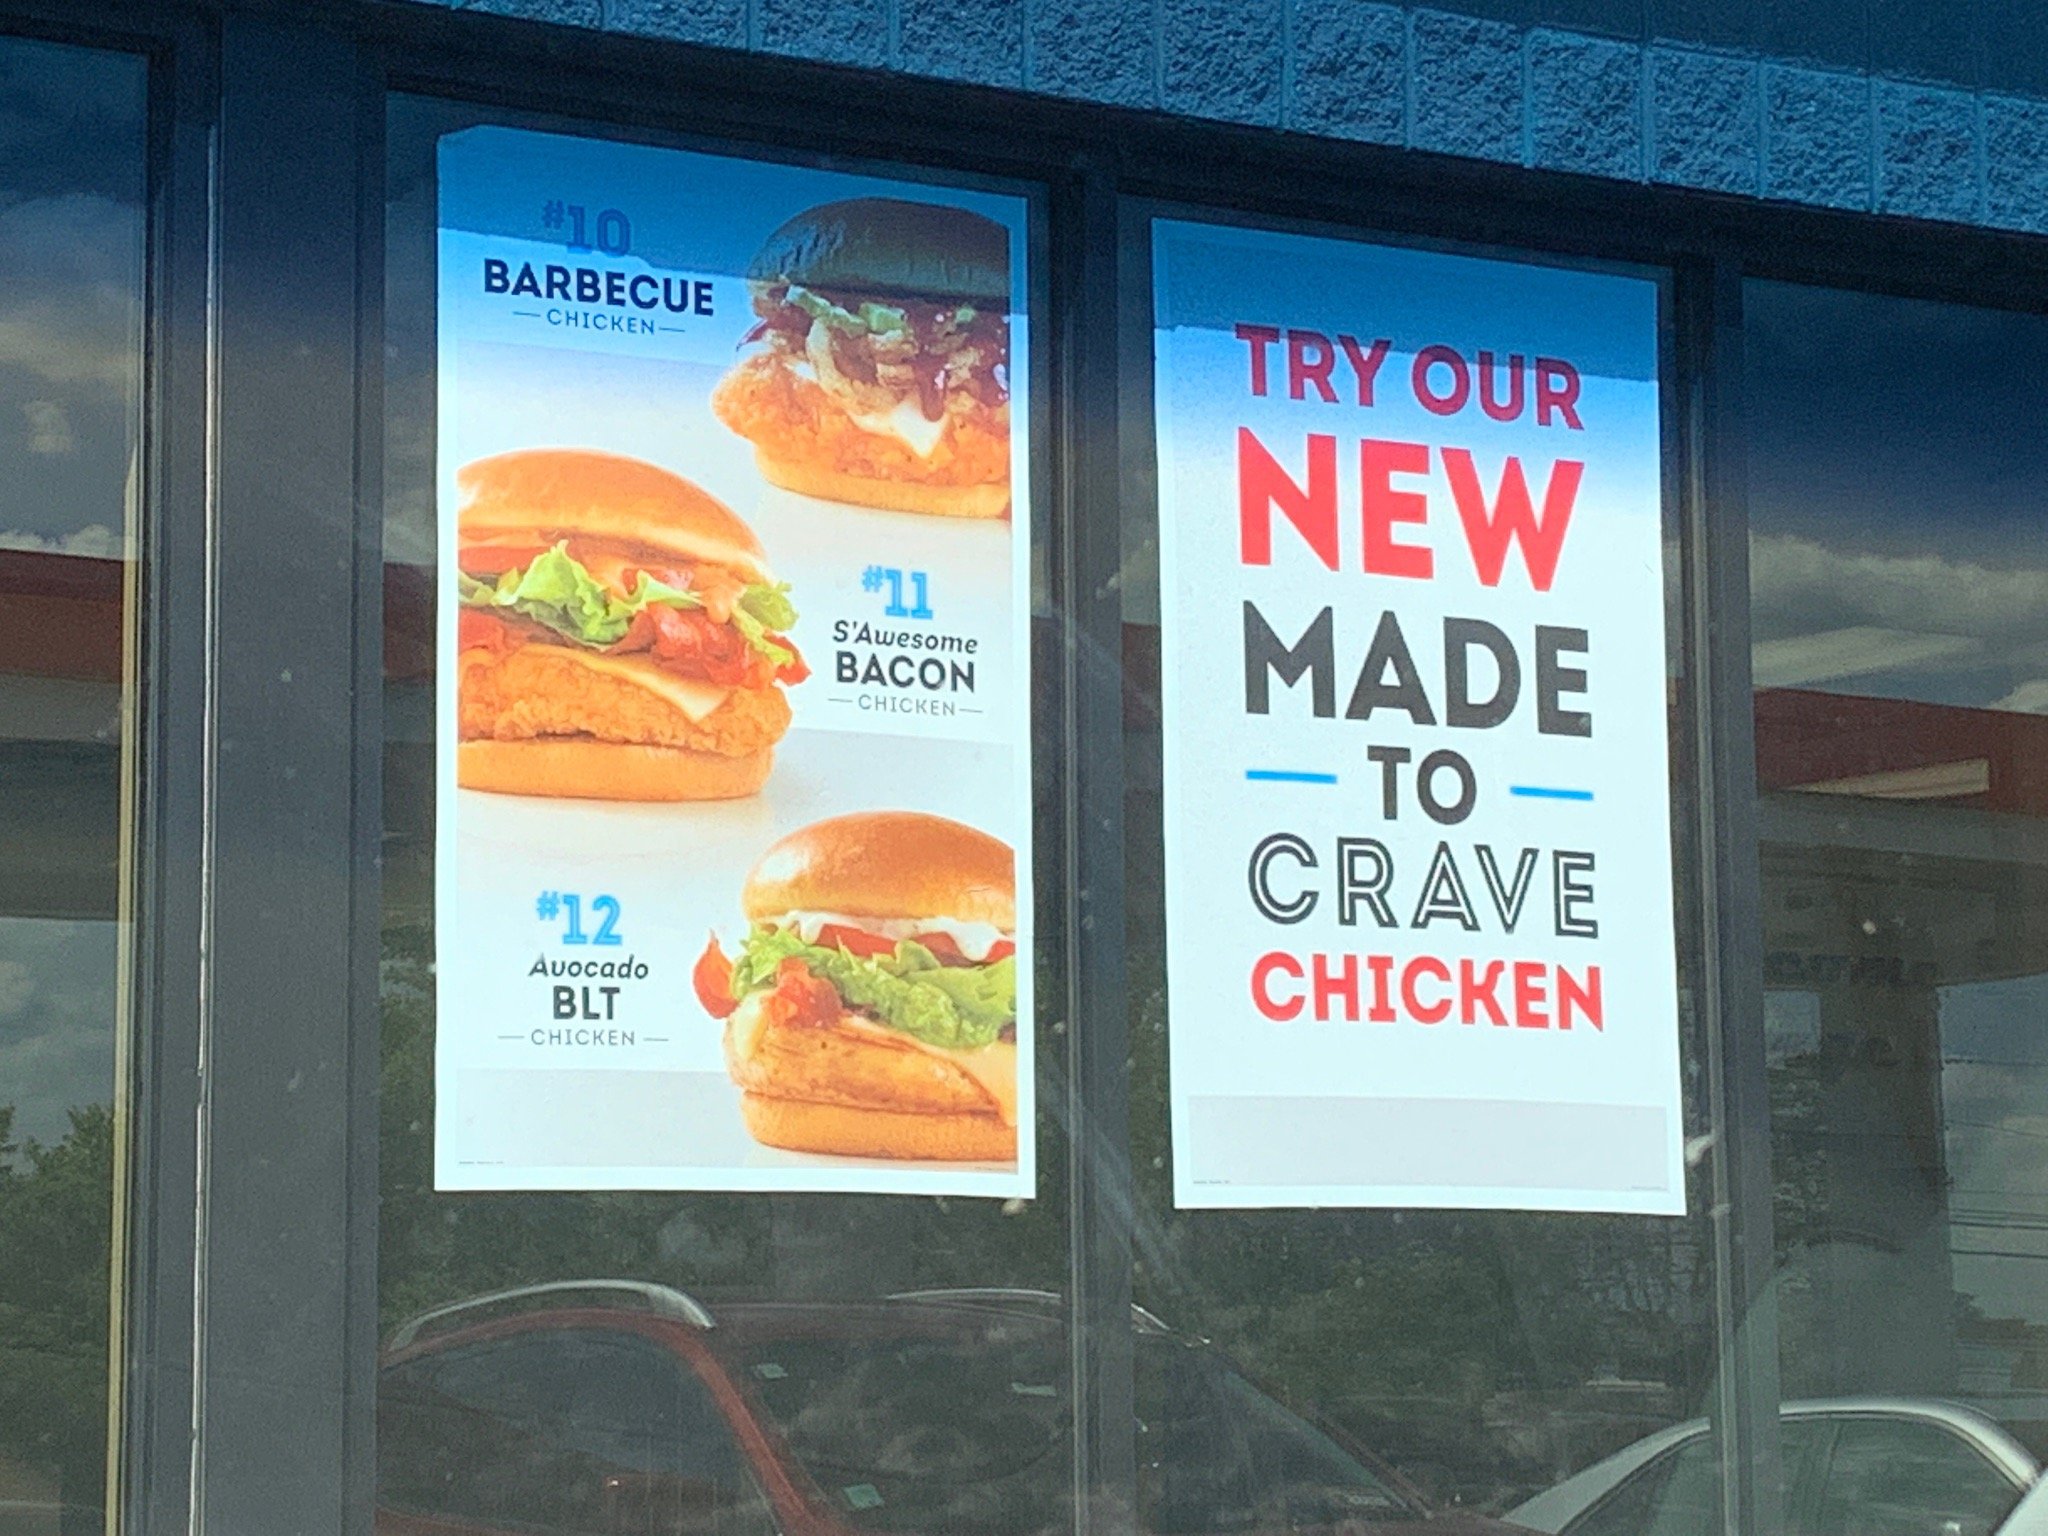 #10
BARBECUE
CHICKEN
#11
S'Awesome
BACON
CHICKEN
#12
Avocado
BLT
CHICKEN
TRY OUR
NEW
MADE
TO
CRAVE
CHICKEN